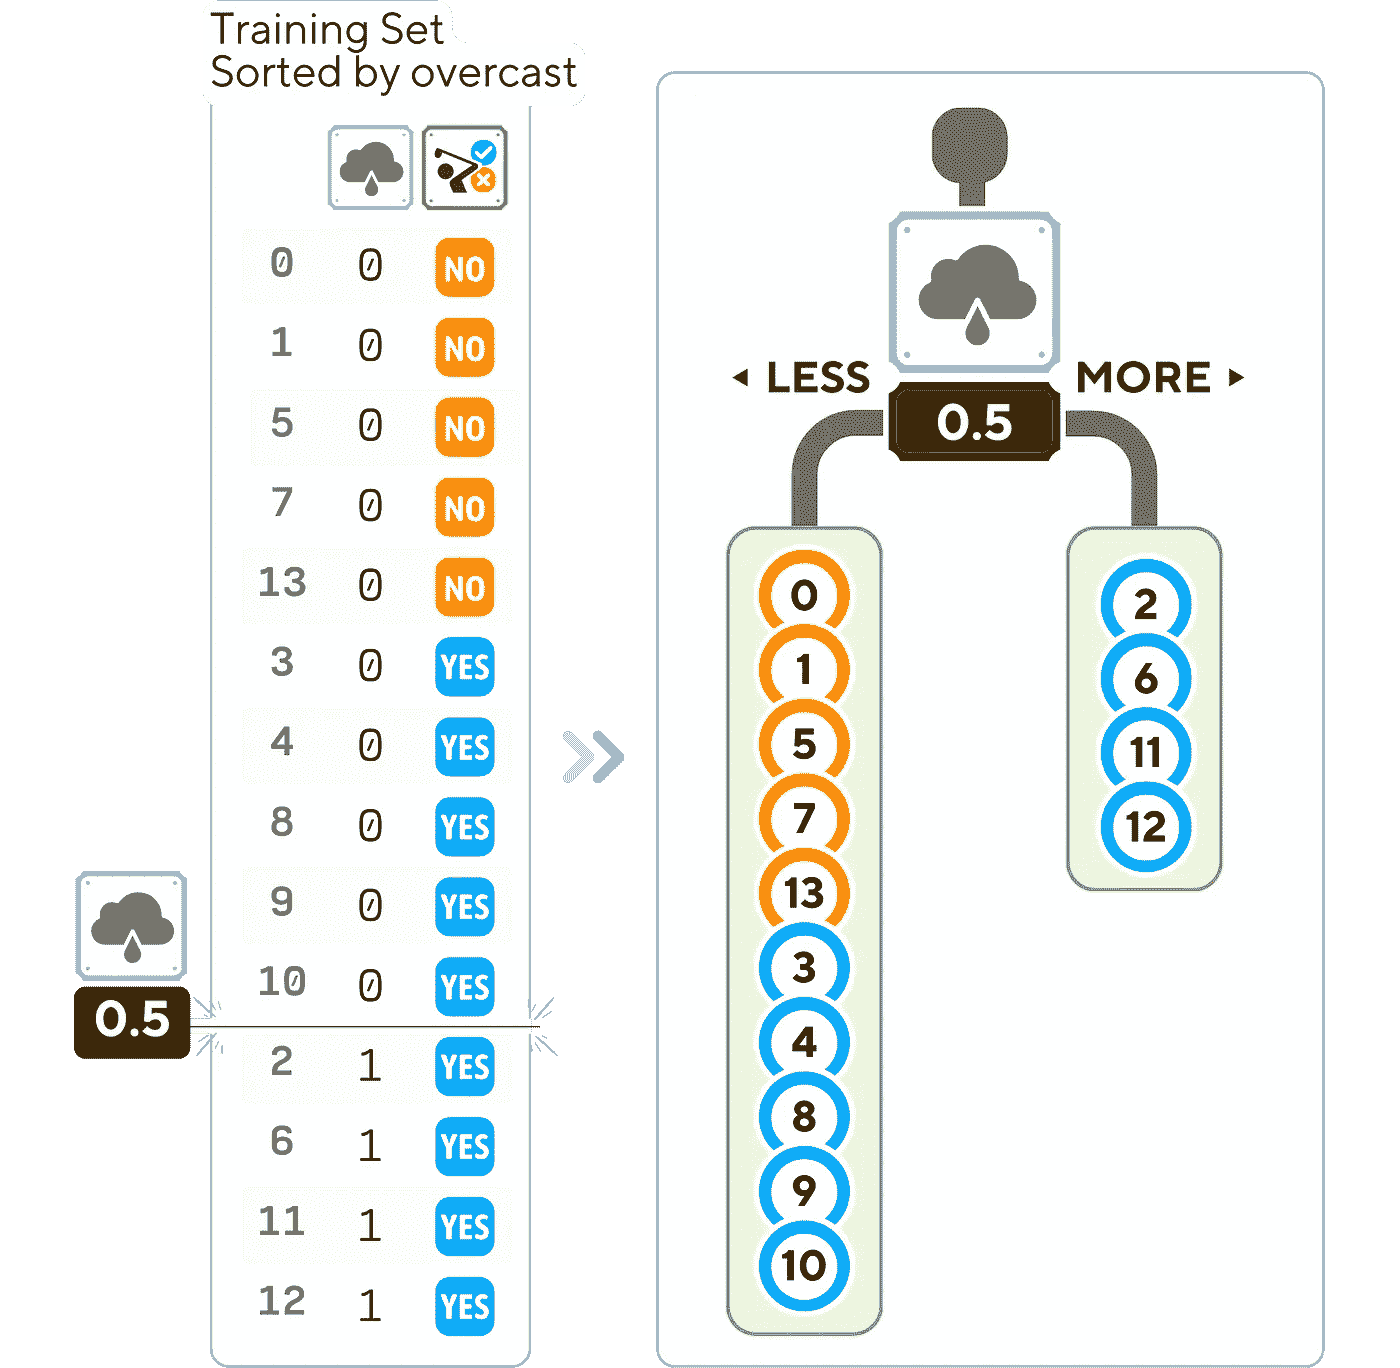 Training Set
Sorted by overcast
0 0 NO
1 0 NO
5 0 NO
7 0 NO
13 0 NO
3 0 YES
4 0 YES
8 0 YES
9 0 YES
10 0 YES
0.5
2 1 YES
6 1 YES
11 1 YES
12 1 YES
◂ LESS MORE ▸
0.5
0
1
5
7
13
3
4
8
9
10
2
6
11
12